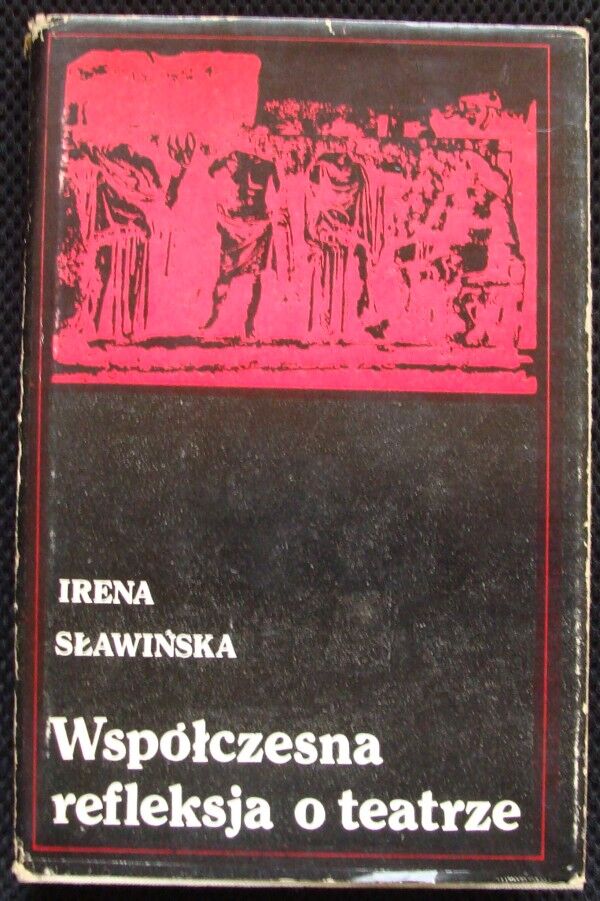 IRENA
SŁAWIŃSKA
Współczesna
refleksja o teatrze